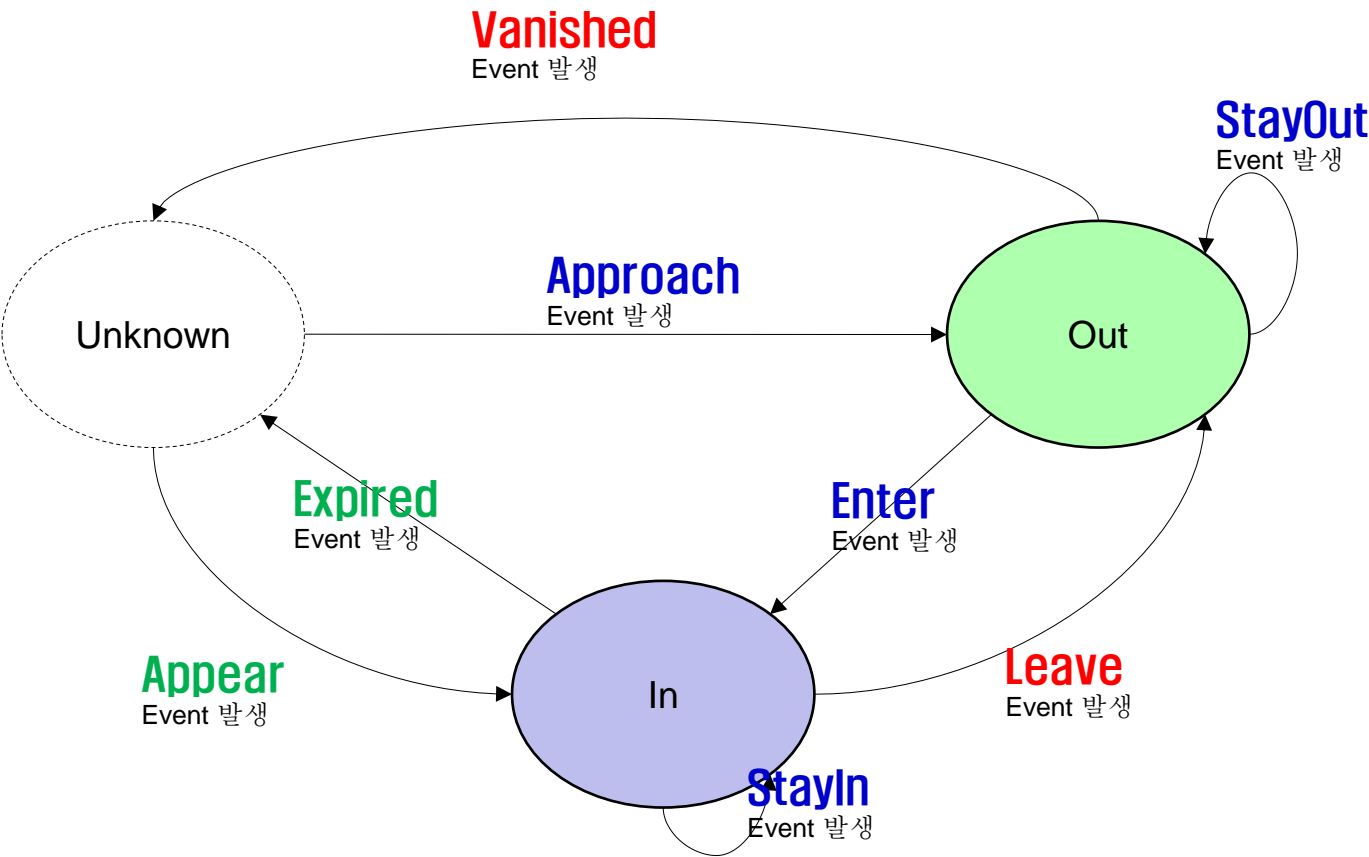 Vanished
Event 발생
StayOut
Event 발생
Approach
Event 발생
Unknown
Out
Expired
Event 발생
Enter
Event 발생
Appear
Event 발생
In
Leave
Event 발생
StayIn
Event 발생